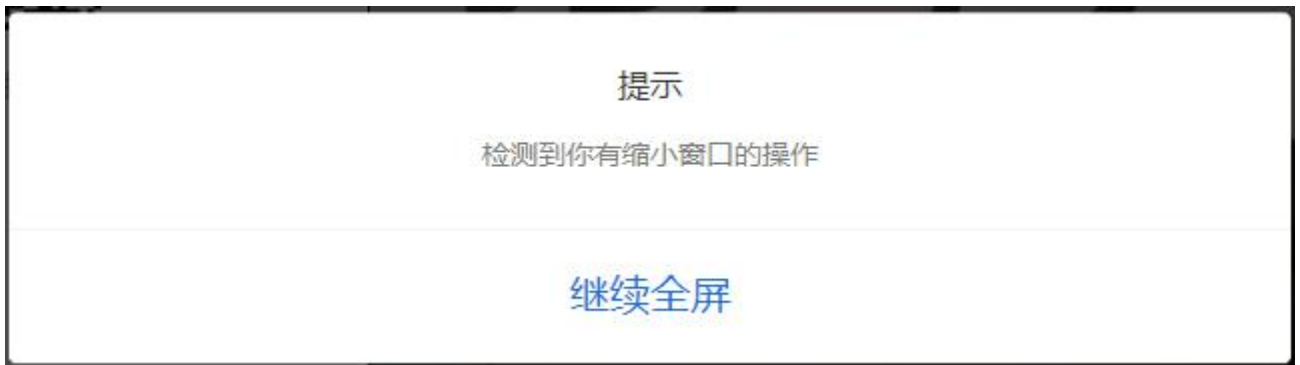 提示
检测到你有缩小窗口的操作
继续全屏